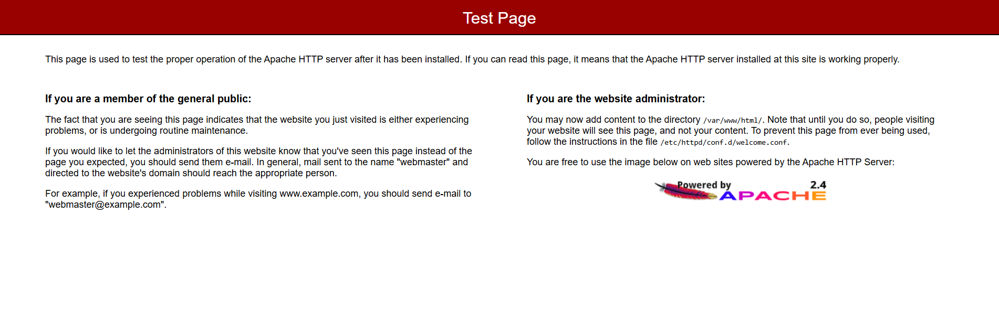 Test Page
This page is used to test the proper operation of the Apache HTTP server after it has been installed. If you can read this page, it means that the Apache HTTP server installed at this site is working properly.
If you are a member of the general public:
The fact that you are seeing this page indicates that the website you just visited is either experiencing
problems, or is undergoing routine maintenance.
If you would like to let the administrators of this website know that you've seen this page instead of the
page you expected, you should send them e-mail. In general, mail sent to the name "webmaster" and
directed to the website's domain should reach the appropriate person.
For example, if you experienced problems while visiting www.example.com, you should send e-mail to
"webmaster@example.com".
If you are the website administrator:
You may now add content to the directory /var/www/html/. Note that until you do so, people visiting
your website will see this page, and not your content. To prevent this page from ever being used,
follow the instructions in the file /etc/httpd/conf.d/welcome.conf.
You are free to use the image below on web sites powered by the Apache HTTP Server:
Powered by 2.4
APACHE